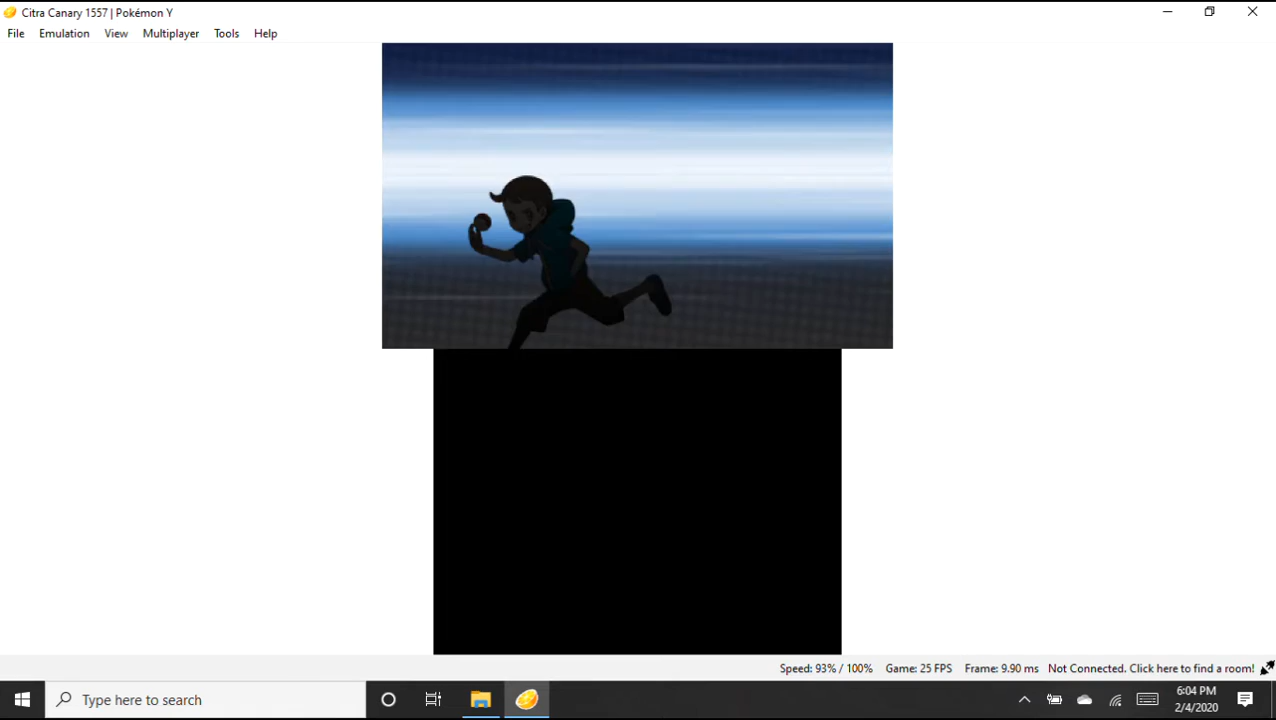 Citra Canary 1557 | Pokémon Y
File Emulation View Multiplayer Tools Help
Speed: 93% / 100% Game: 25 FPS Frame: 9.90 ms Not Connected. Click here to find a room!
Type here to search
6:04 PM
2/4/2020